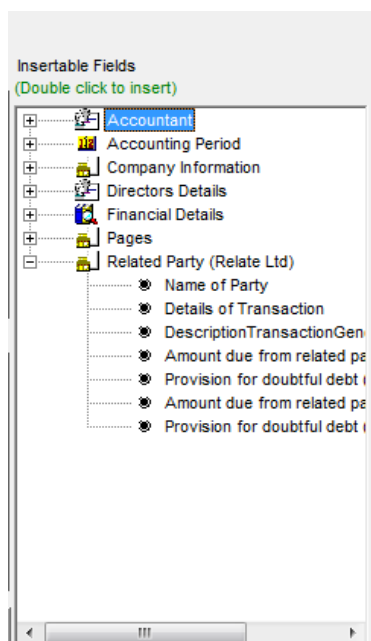 Insertable Fields
(Double click to insert)
Accountant
Accounting Period
Company Information
Directors Details
Financial Details
Pages
Related Party (Relate Ltd)
Name of Party
Details of Transaction
DescriptionTransactionGen
Amount due from related pa
Provision for doubtful debt (
Amount due from related pa
Provision for doubtful debt (